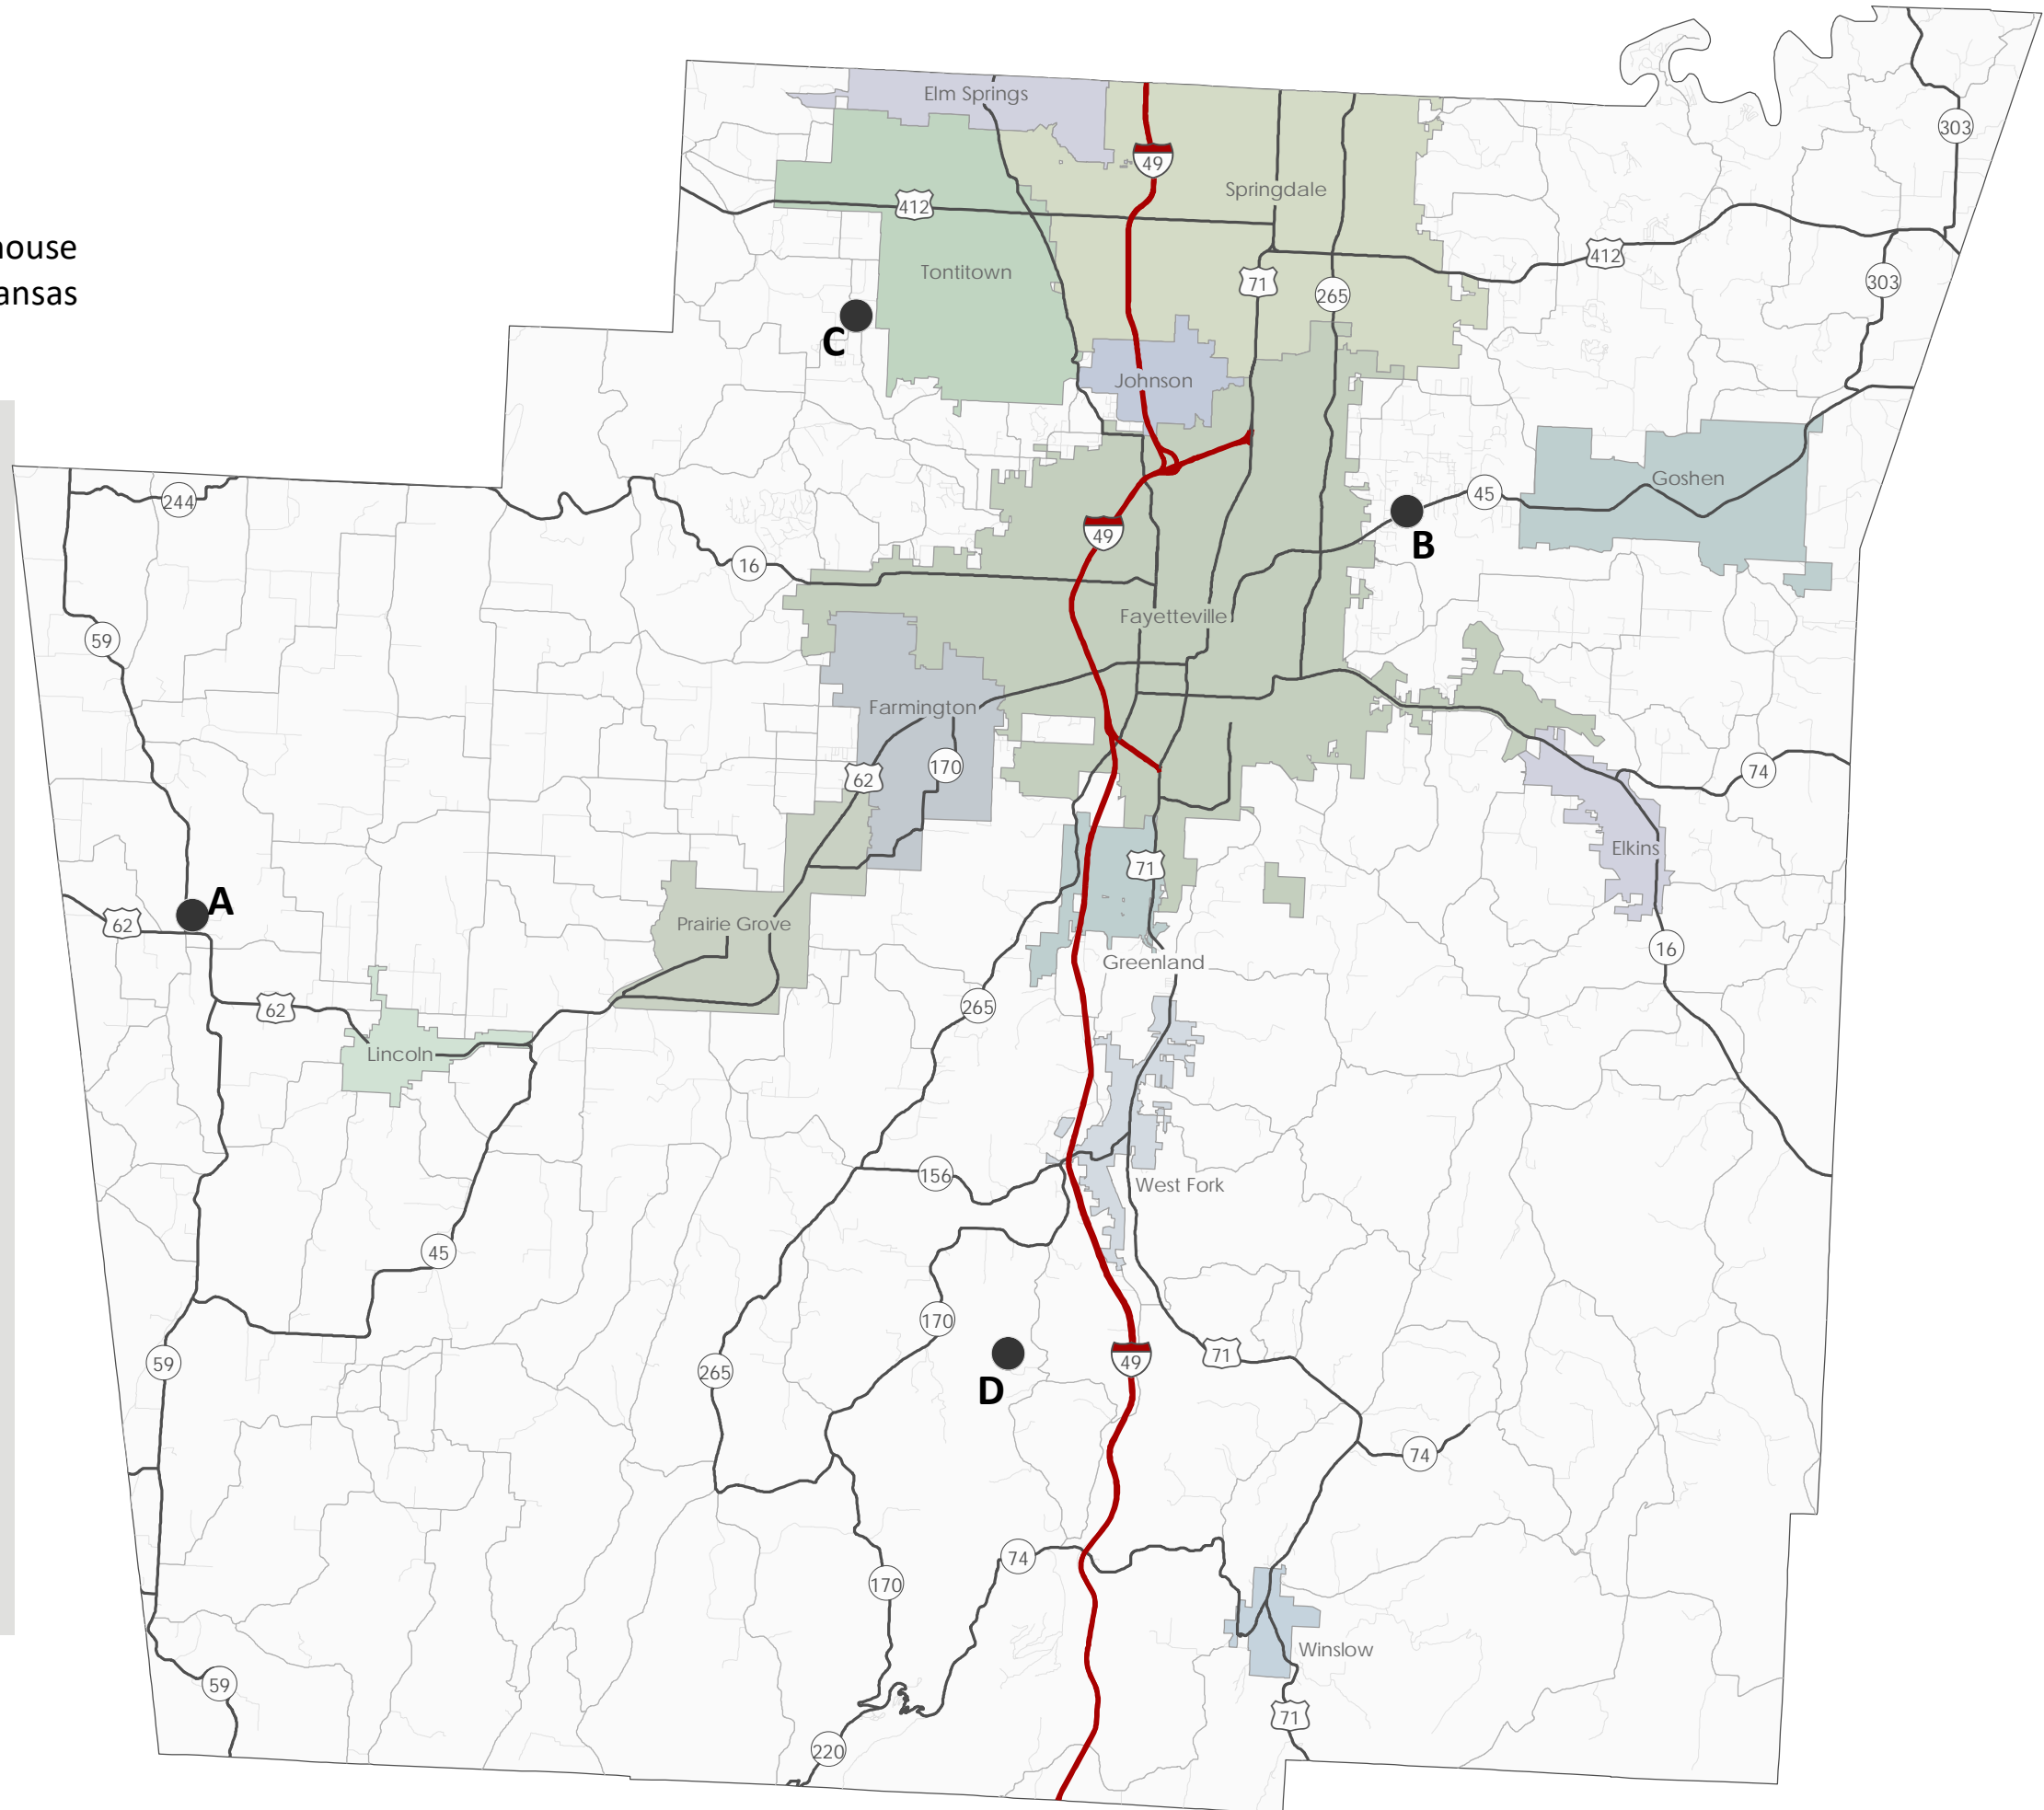 Elm Springs
303
49
Springdale
412
house
412
Tontitown
ansas
303
71
265
C
Johnson
Goshen
45
244
49
B
16
Fayetteville
59
Farmington
170
74
62
Elkins
71
A
Prairie Grove
62
16
Greenland
265
62
Lincoln
156
West Fork
45
170
71
49
59
265
D
74
74
170
Winslow
59
71
220